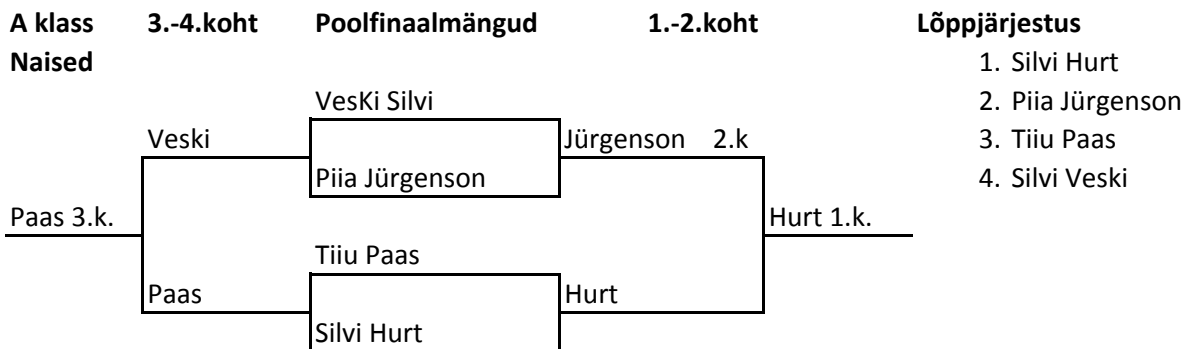 A klass 3.-4.koht Poolfinaalmängud 1.-2.koht Lõppjärjestus
Naised 1. Silvi Hurt
VesKi Silvi 2. Piia Jürgenson
Veski Jürgenson 2.k 3. Tiiu Paas
Piia Jürgenson 4. Silvi Veski
Paas 3.k. Hurt 1.k.
Tiiu Paas
Paas Hurt
Silvi Hurt